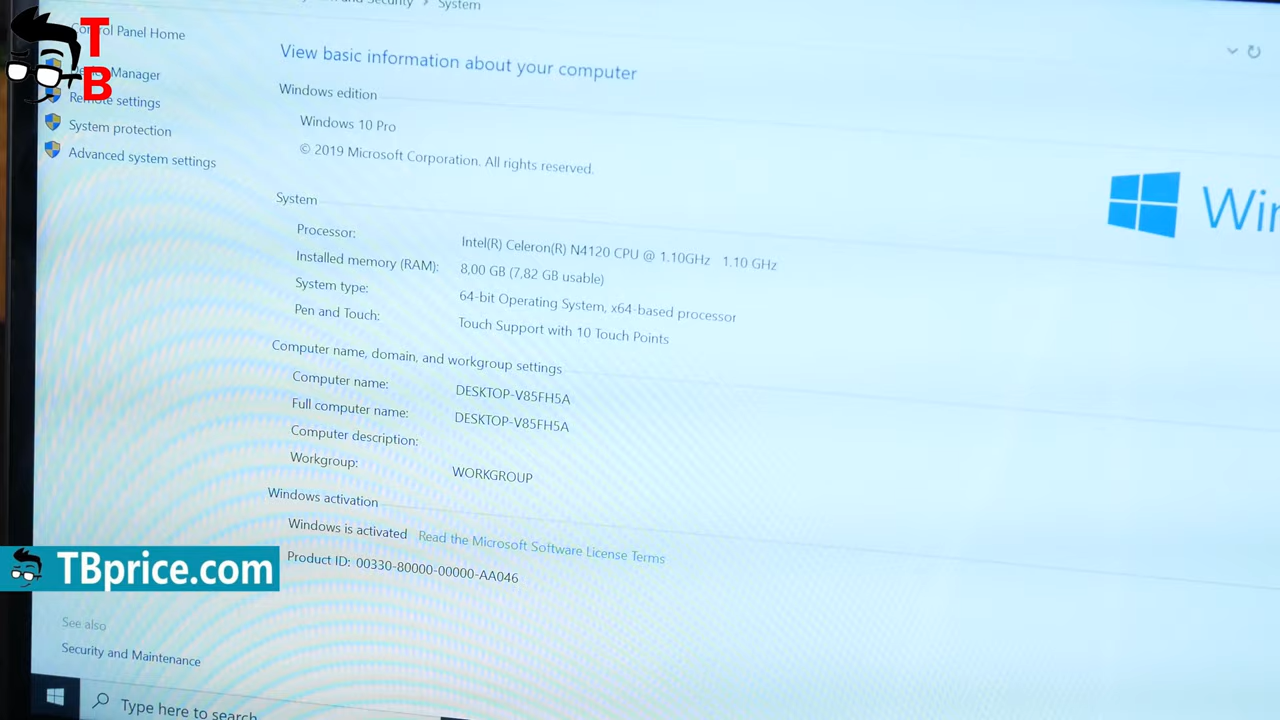 System
T
B
Control Panel Home
Manager
Remote settings
System protection
Advanced system settings
View basic information about your computer
Windows edition
Windows 10 Pro
© 2019 Microsoft Corporation. All rights reserved.
System
Processor: Intel(R) Celeron(R) N4120 CPU @ 1.10GHz 1.10 GHz
Installed memory (RAM): 8,00 GB (7,82 GB usable)
System type: 64-bit Operating System, x64-based processor
Pen and Touch: Touch Support with 10 Touch Points
Computer name, domain, and workgroup settings
Computer name: DESKTOP-V85FH5A
Full computer name: DESKTOP-V85FH5A
Computer description:
Workgroup: WORKGROUP
Windows activation
Windows is activated Read the Microsoft Software License Terms
Product ID: 00330-80000-00000-AA046
TBprice.com
See also
Security and Maintenance
Type here to search